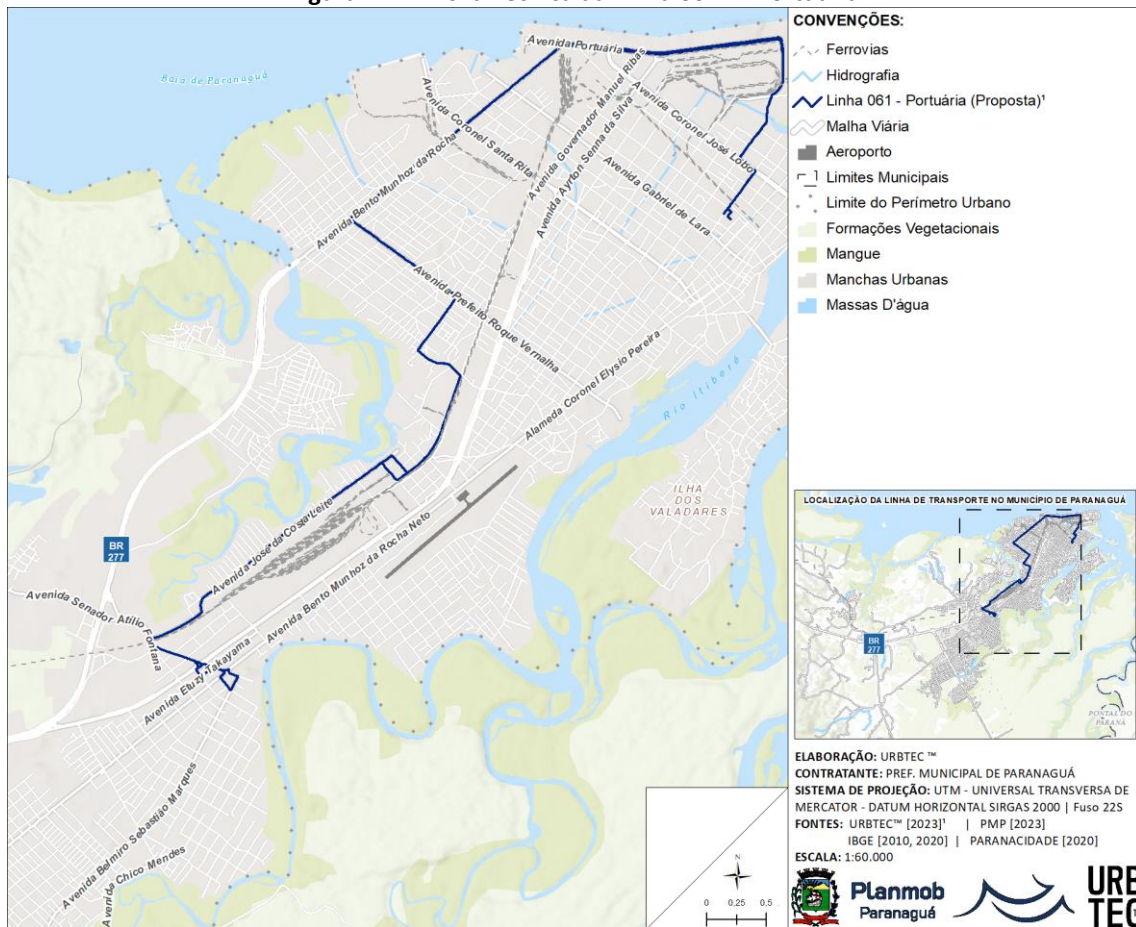 CONVENÇÕES:
Ferrovias
Hidrografia
Linha 061 - Portuária (Proposta)¹
Malha Viária
Aeroporto
Limites Municipais
Limite do Perímetro Urbano
Formações Vegetacionais
Mangue
Manchas Urbanas
Massas D'água
Baía de Paranaguá
Avenida Portuária
Avenida Governador Manuel Ribas
Avenida Coronel Santa Rita
Avenida Coronel José Lobo
Avenida Ayrton Senna da Silva
Avenida Gabriel de Lara
Avenida Bento Munhoz da Rocha
Avenida Prefeito Roque Vernalha
Alameda Coronel Elysio Pereira
Rio Itiberê
ILHA
DOS
VALADARES
Avenida José da Costa Leite
Avenida Bento Munhoz da Rocha Neto
BR
277
Avenida Senador Atílio Fontana
Avenida Etuzy Takayama
Avenida Belmiro Sebastião Marques
Avenida Chico Mendes
N
0 0,25 0,5
LOCALIZAÇÃO DA LINHA DE TRANSPORTE NO MUNICÍPIO DE PARANAGUÁ
BR
277
PONTAL DO
PARANÁ
ELABORAÇÃO: URBTEC ™
CONTRATANTE: PREF. MUNICIPAL DE PARANAGUÁ
SISTEMA DE PROJEÇÃO: UTM - UNIVERSAL TRANSVERSA DE
MERCATOR - DATUM HORIZONTAL SIRGAS 2000 | Fuso 22S
FONTES: URBTEC™ [2023]¹ | PMP [2023]
IBGE [2010, 2020] | PARANACIDADE [2020]
ESCALA: 1:60.000
Planmob
Paranaguá
URB
TEC